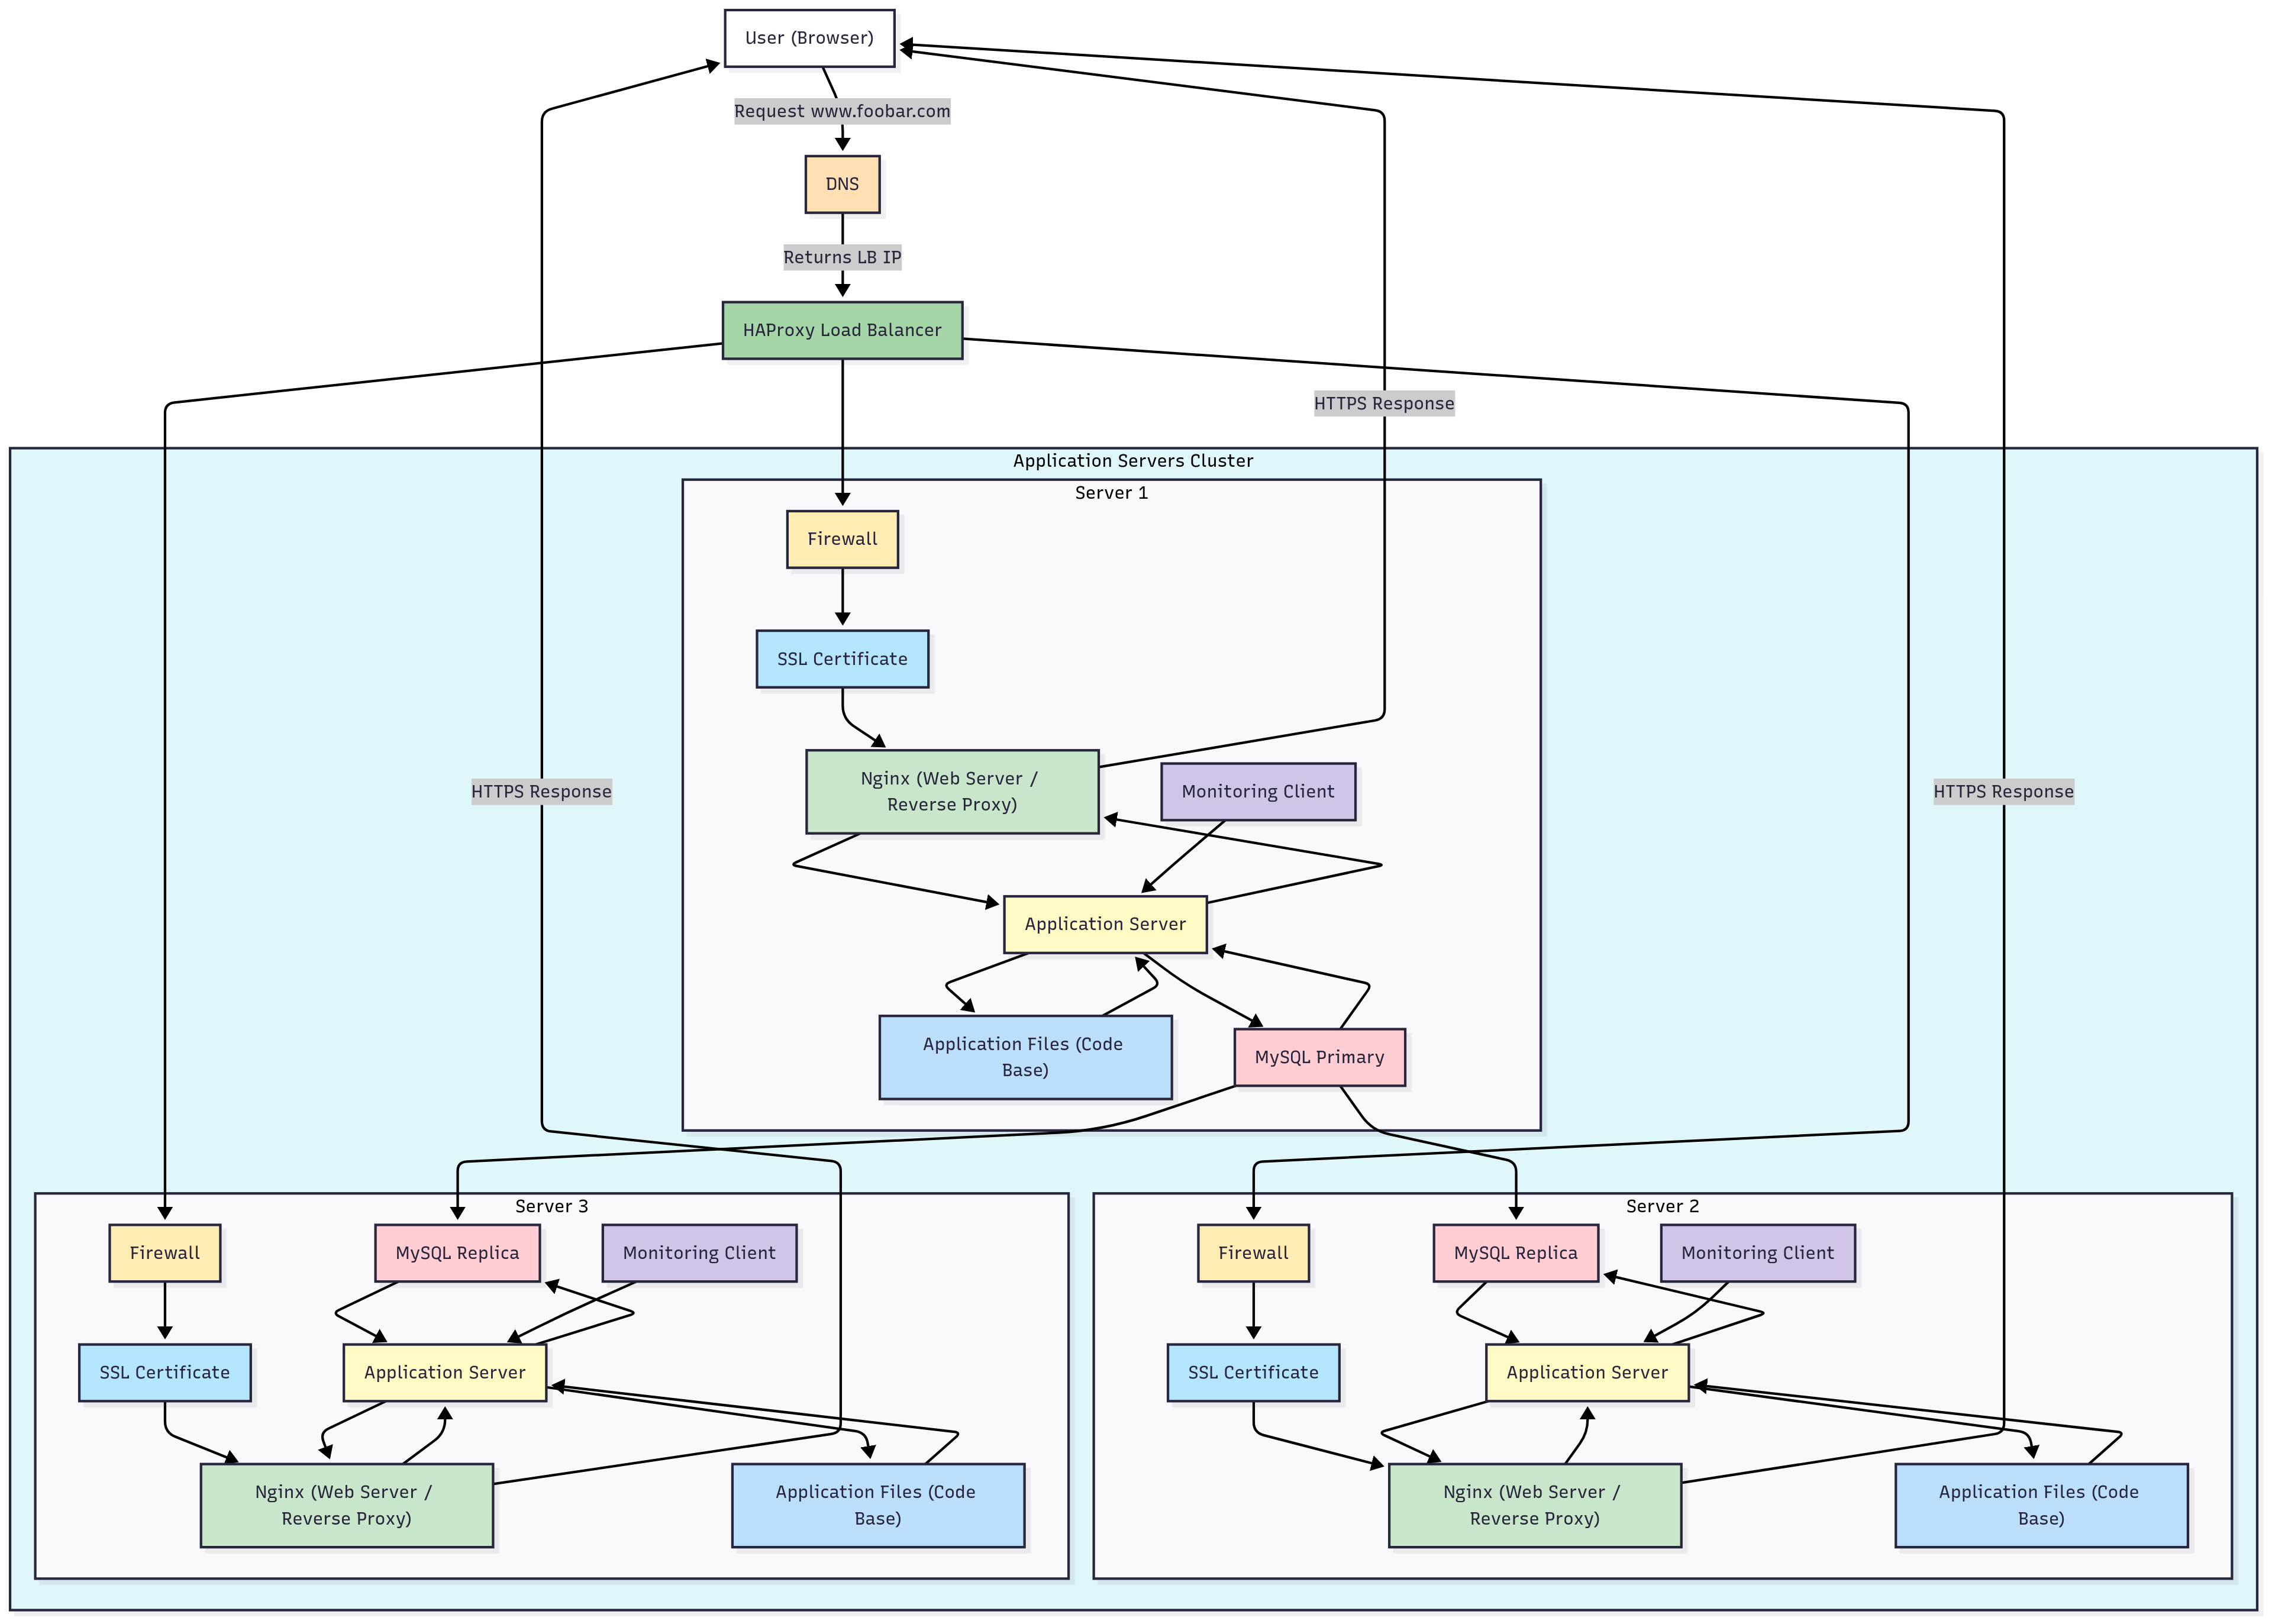 User (Browser)
Request www.foobar.com
DNS
Returns LB IP
HAProxy Load Balancer
HTTPS Response
Application Servers Cluster
Server 1
Firewall
SSL Certificate
Nginx (Web Server /
Reverse Proxy)
Monitoring Client
HTTPS Response
HTTPS Response
Application Server
Application Files (Code
Base)
MySQL Primary
Server 3
Firewall
MySQL Replica
Monitoring Client
SSL Certificate
Application Server
Nginx (Web Server /
Reverse Proxy)
Application Files (Code
Base)
Server 2
Firewall
MySQL Replica
Monitoring Client
SSL Certificate
Application Server
Nginx (Web Server /
Reverse Proxy)
Application Files (Code
Base)